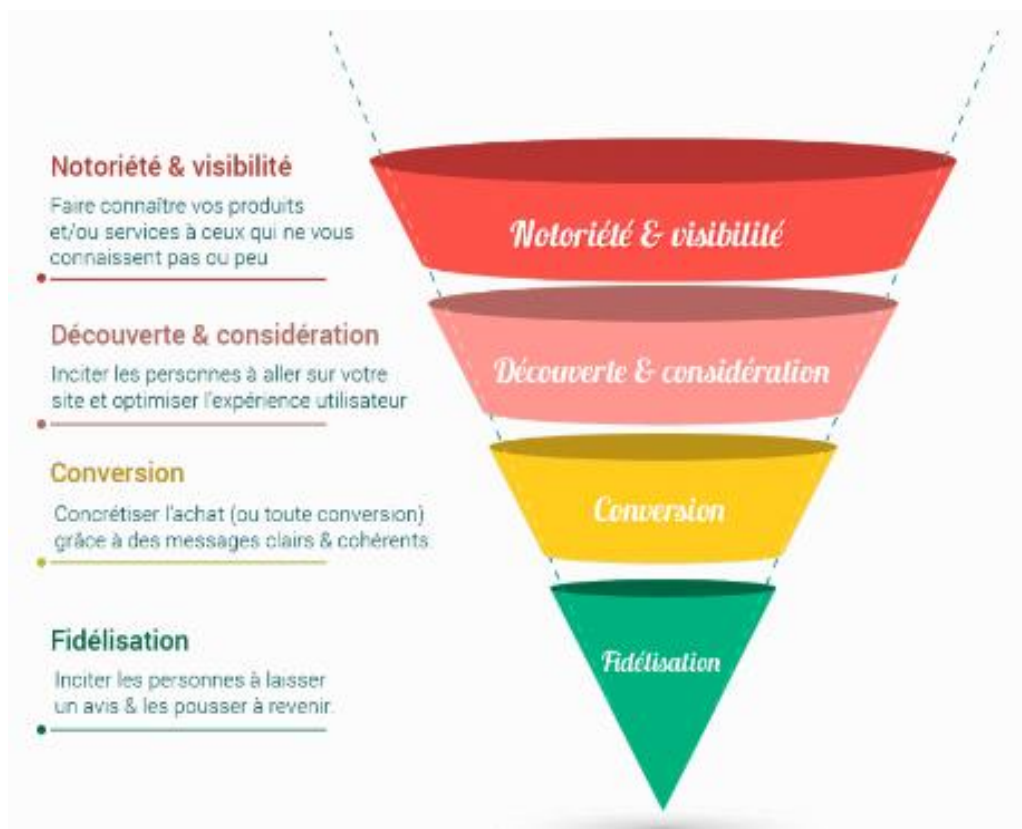 Notoriété & visibilité
Faire connaître vos produits
et/ou services à ceux qui ne vous
connaissent pas ou peu
Découverte & considération
Inciter les personnes à aller sur votre
site et optimiser l'expérience utilisateur
Conversion
Concrétiser l'achat (ou toute conversion)
grâce à des messages clairs & cohérents
Fidélisation
Inciter les personnes à laisser
un avis & les pousser à revenir.
Notoriété & visibilité
Découverte & considération
Conversion
Fidélisation